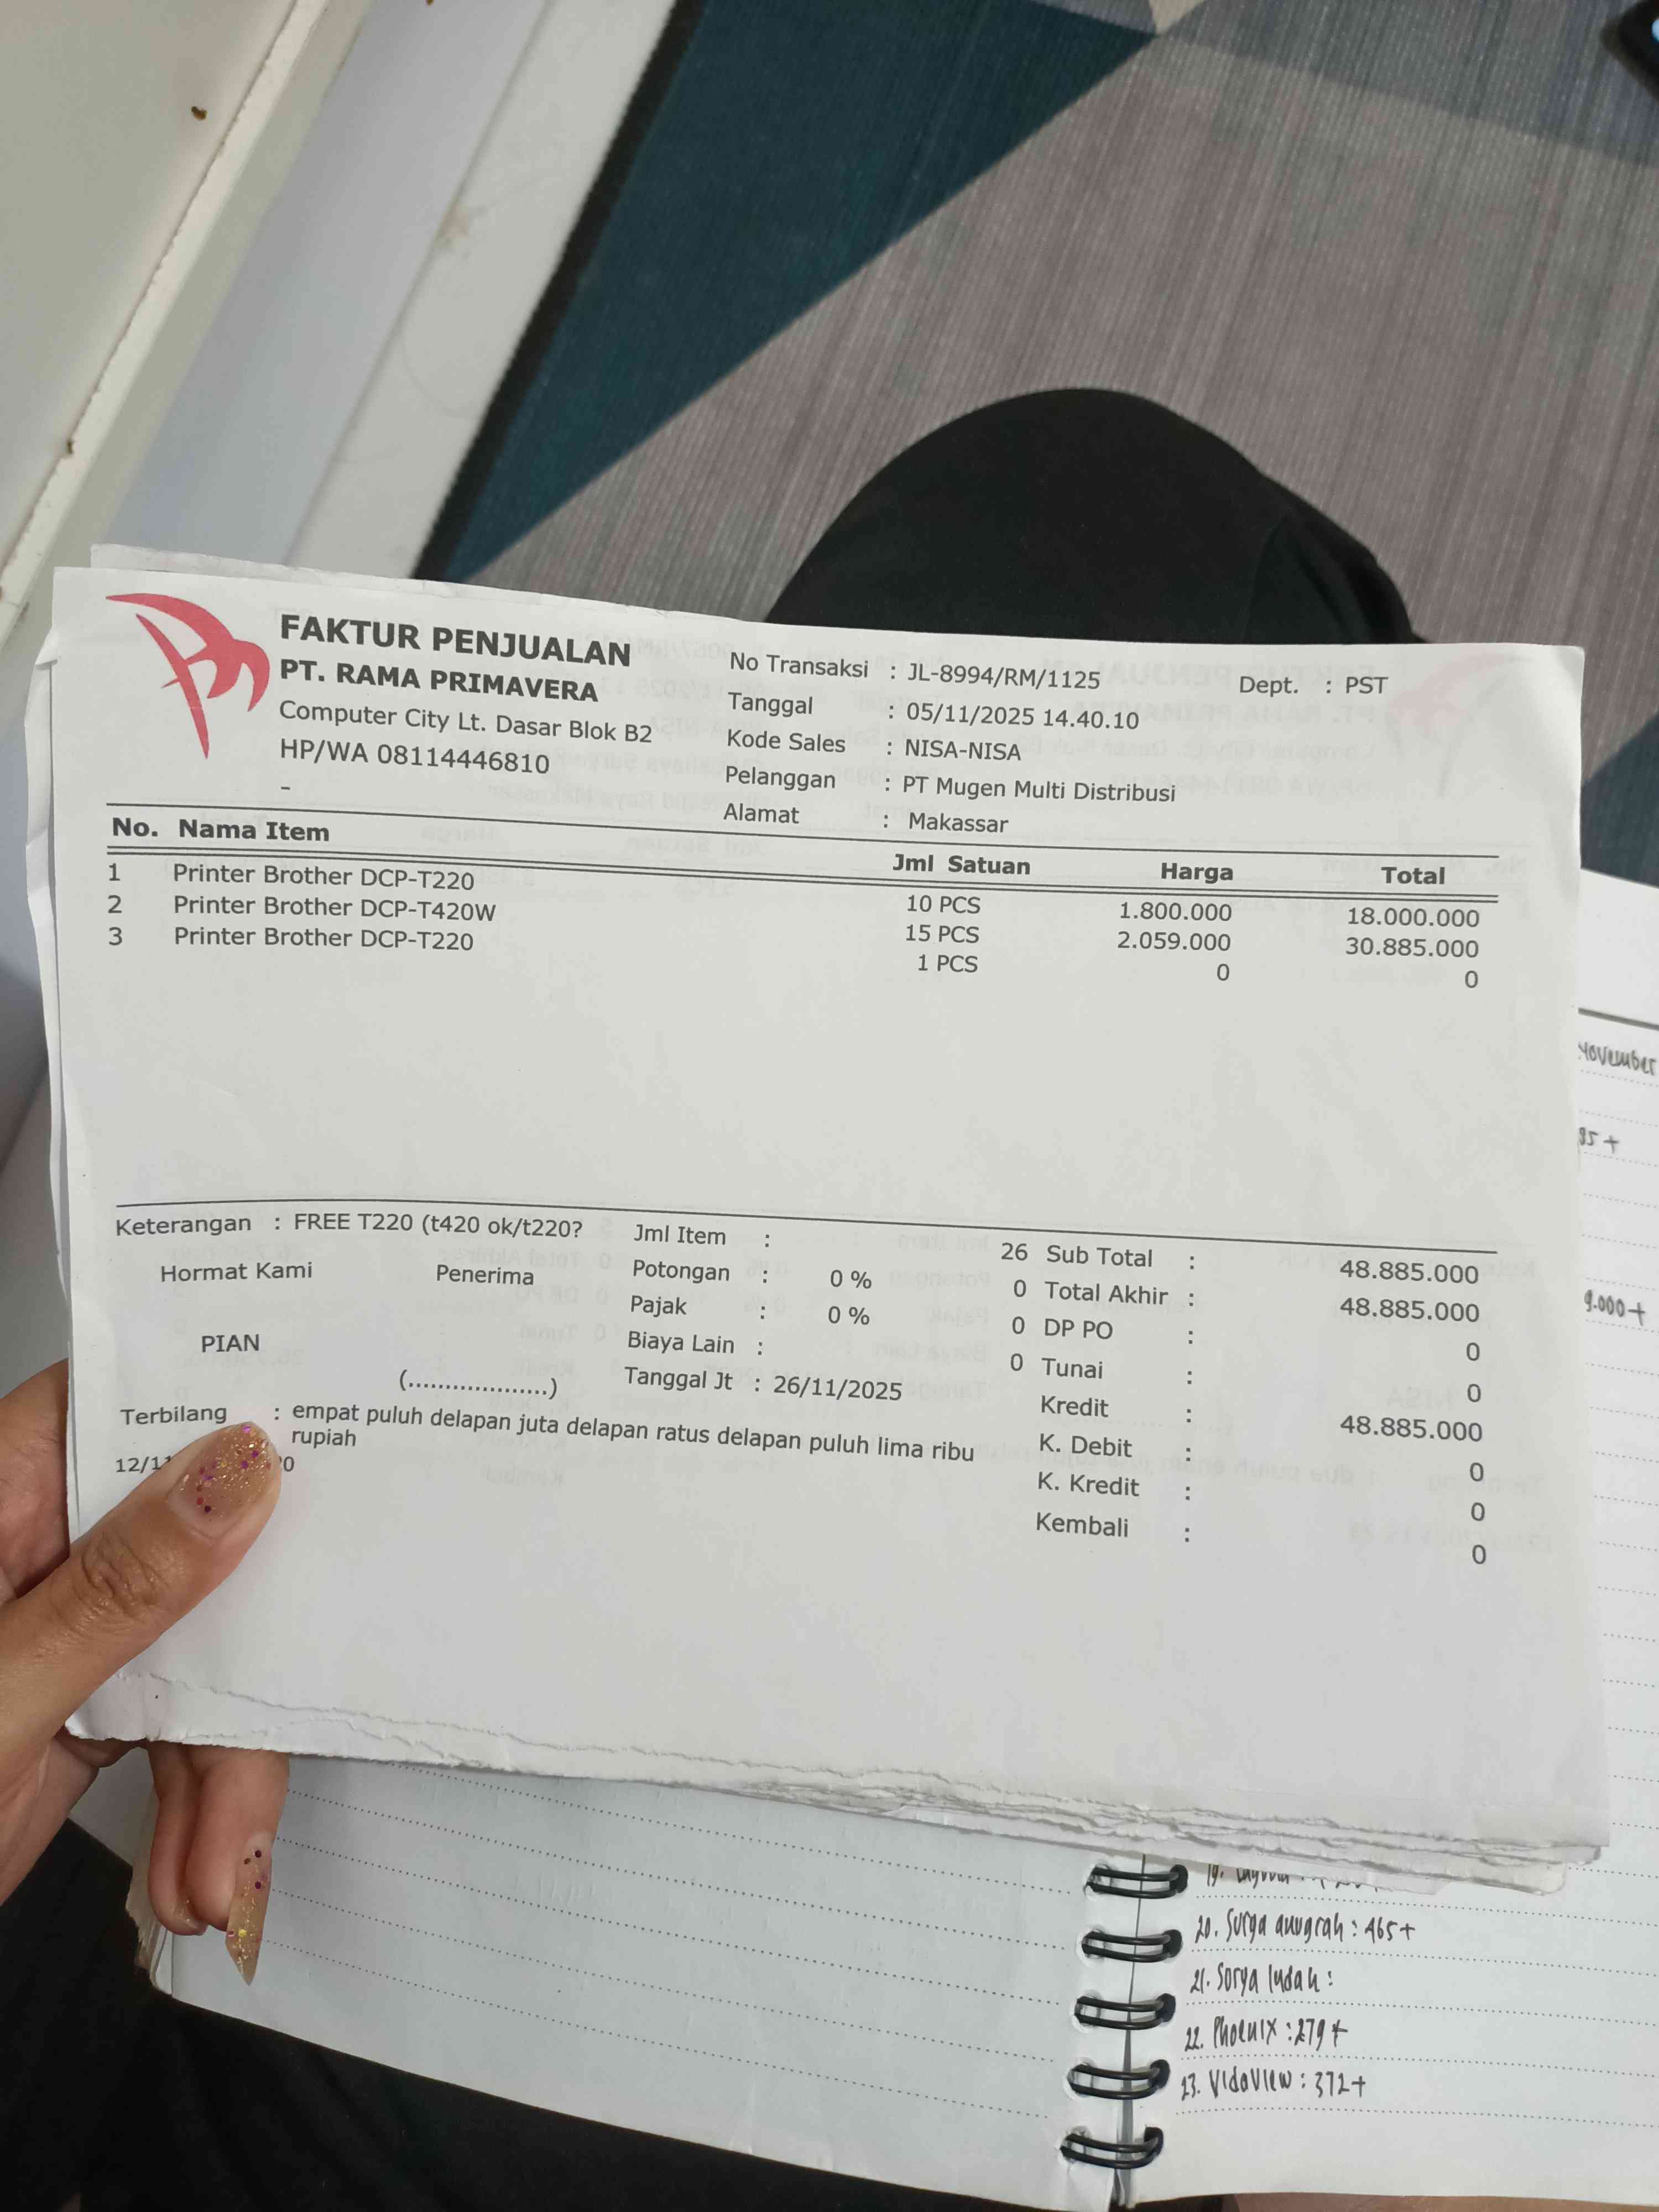 FAKTUR PENJUALAN
PT. RAMA PRIMAVERA
Computer City Lt. Dasar Blok B2
HP/WA 08114446810
-
No Transaksi : JL-8994/RM/1125 Dept. : PST
Tanggal : 05/11/2025 14.40.10
Kode Sales : NISA-NISA
Pelanggan : PT Mugen Multi Distribusi
Alamat : Makassar
No. Nama Item Jml Satuan Harga Total
1 Printer Brother DCP-T220 10 PCS 1.800.000 18.000.000
2 Printer Brother DCP-T420W 15 PCS 2.059.000 30.885.000
3 Printer Brother DCP-T220 1 PCS 0 0
Keterangan : FREE T220 (t420 ok/t220?
Hormat Kami Penerima
PIAN
(...................)
Jml Item : 26
Potongan : 0 % 0
Pajak : 0 % 0
Biaya Lain : 0
Tanggal Jt : 26/11/2025
Sub Total : 48.885.000
Total Akhir : 48.885.000
DP PO : 0
Tunai : 0
Kredit : 48.885.000
K. Debit : 0
K. Kredit : 0
Kembali : 0
Terbilang : empat puluh delapan juta delapan ratus delapan puluh lima ribu
rupiah
November
9.000+
20. Surga anugrah : 465+
21. Sorya Indah :
22. Phoenix : 279+
23. VidaView : 372+